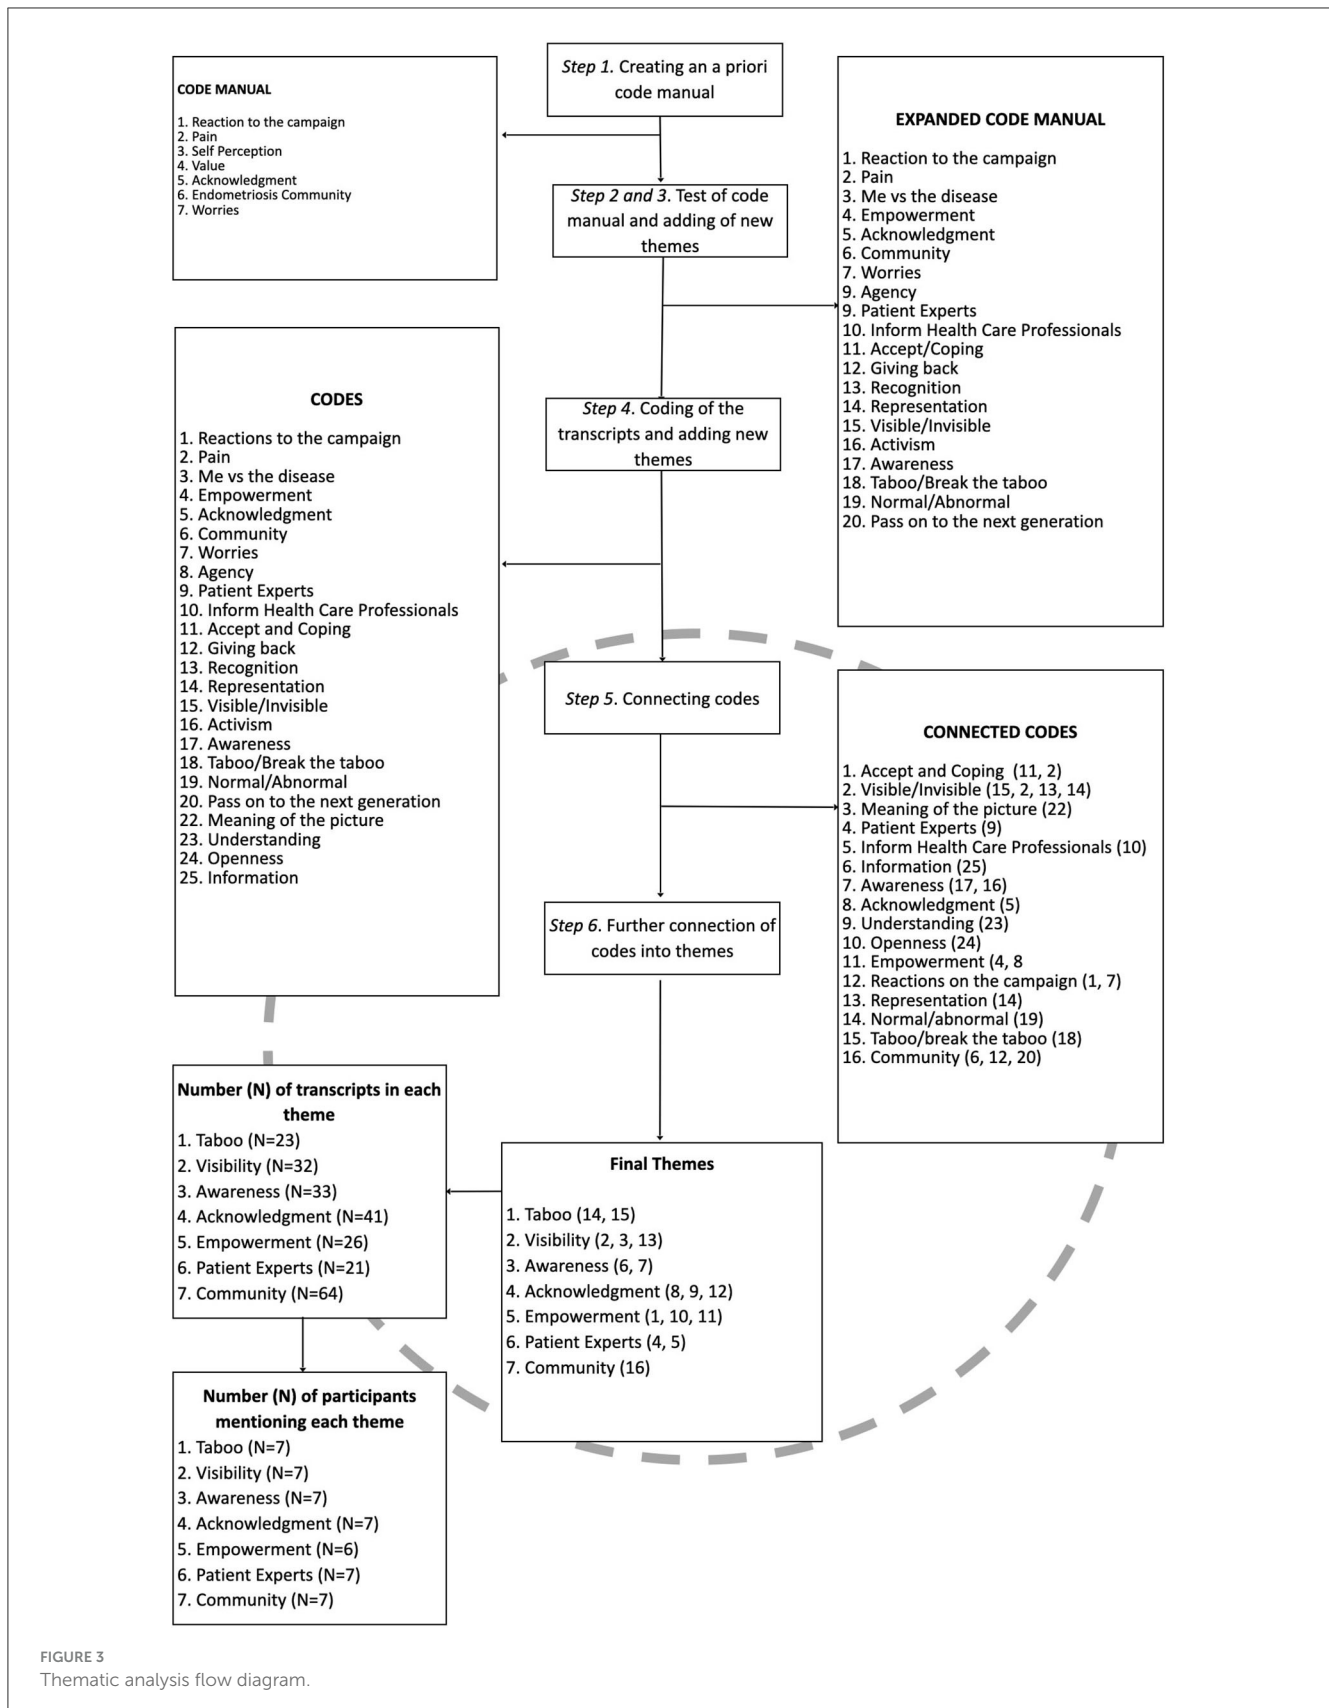 Step 1. Creating an a priori
code manual
CODE MANUAL
1. Reaction to the campaign
2. Pain
3. Self Perception
4. Value
5. Acknowledgment
6. Endometriosis Community
7. Worries
Step 2 and 3. Test of code
manual and adding of new
themes
EXPANDED CODE MANUAL
1. Reaction to the campaign
2. Pain
3. Me vs the disease
4. Empowerment
5. Acknowledgment
6. Community
7. Worries
9. Agency
9. Patient Experts
10. Inform Health Care Professionals
11. Accept/Coping
12. Giving back
13. Recognition
14. Representation
15. Visible/Invisible
16. Activism
17. Awareness
18. Taboo/Break the taboo
19. Normal/Abnormal
20. Pass on to the next generation
Step 4. Coding of the
transcripts and adding new
themes
CODES
1. Reactions to the campaign
2. Pain
3. Me vs the disease
4. Empowerment
5. Acknowledgment
6. Community
7. Worries
8. Agency
9. Patient Experts
10. Inform Health Care Professionals
11. Accept and Coping
12. Giving back
13. Recognition
14. Representation
15. Visible/Invisible
16. Activism
17. Awareness
18. Taboo/Break the taboo
19. Normal/Abnormal
20. Pass on to the next generation
22. Meaning of the picture
23. Understanding
24. Openness
25. Information
Step 5. Connecting codes
CONNECTED CODES
1. Accept and Coping (11, 2)
2. Visible/Invisible (15, 2, 13, 14)
3. Meaning of the picture (22)
4. Patient Experts (9)
5. Inform Health Care Professionals (10)
6. Information (25)
7. Awareness (17, 16)
8. Acknowledgment (5)
9. Understanding (23)
10. Openness (24)
11. Empowerment (4, 8
12. Reactions on the campaign (1, 7)
13. Representation (14)
14. Normal/abnormal (19)
15. Taboo/break the taboo (18)
16. Community (6, 12, 20)
Step 6. Further connection of
codes into themes
Final Themes
1. Taboo (14, 15)
2. Visibility (2, 3, 13)
3. Awareness (6, 7)
4. Acknowledgment (8, 9, 12)
5. Empowerment (1, 10, 11)
6. Patient Experts (4, 5)
7. Community (16)
Number (N) of transcripts in each
theme
1. Taboo (N=23)
2. Visibility (N=32)
3. Awareness (N=33)
4. Acknowledgment (N=41)
5. Empowerment (N=26)
6. Patient Experts (N=21)
7. Community (N=64)
Number (N) of participants
mentioning each theme
1. Taboo (N=7)
2. Visibility (N=7)
3. Awareness (N=7)
4. Acknowledgment (N=7)
5. Empowerment (N=6)
6. Patient Experts (N=7)
7. Community (N=7)
FIGURE 3
Thematic analysis flow diagram.